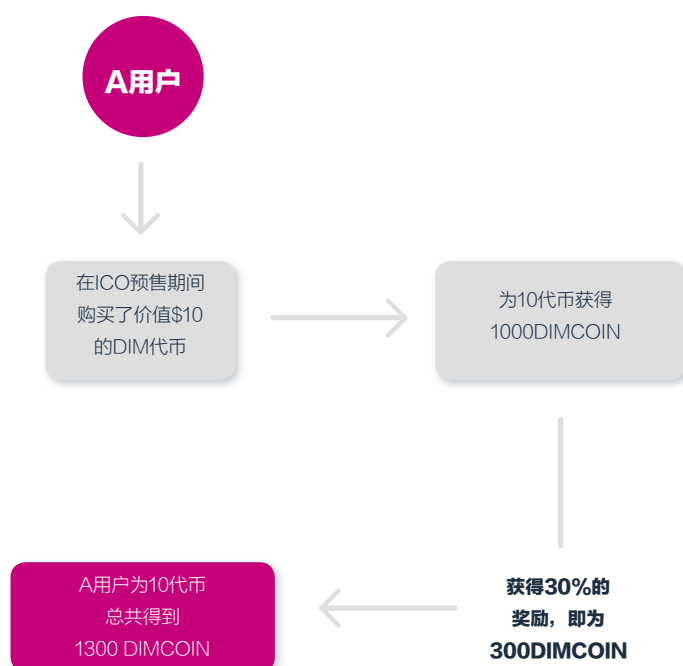 A用户
在ICO预售期间
购买了价值$10
的DIM代币
为10代币获得
1000DIMCOIN
获得30%的
奖励，即为
300DIMCOIN
A用户为10代币
总共得到
1300 DIMCOIN